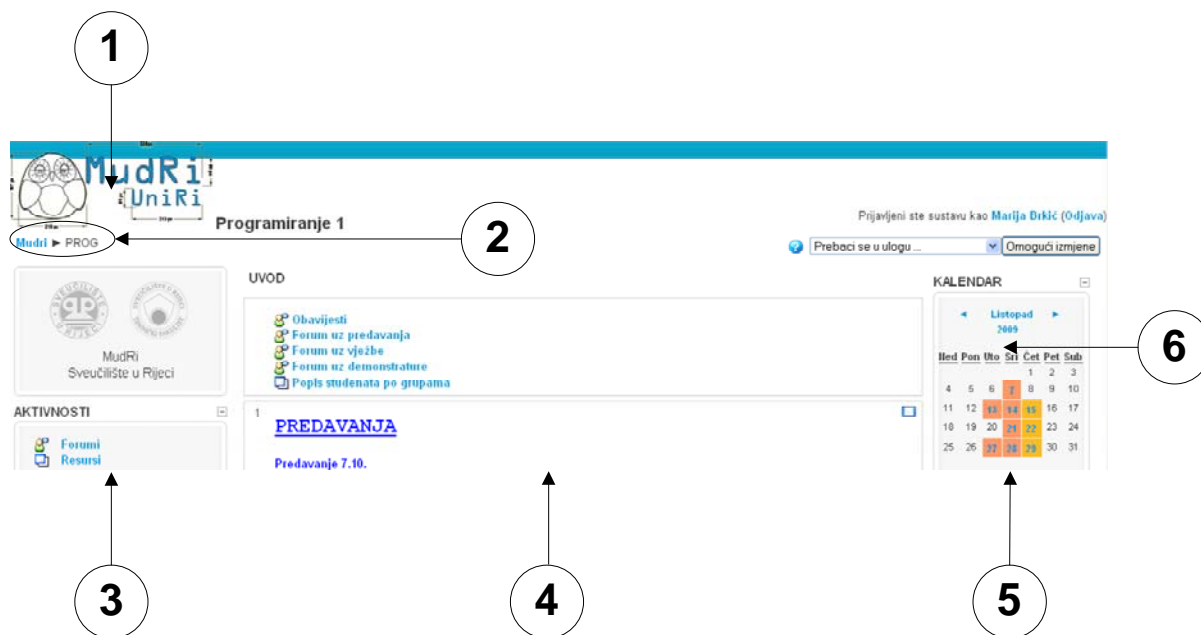 1
MudRi
UniRi
Programiranje 1
Prijavljeni ste sustavu kao Marija Brkić (Odjava)
2
Mudri ► PROG
Prebaci se u ulogu ...
Omogući izmjene
MudRi
Sveučilište u Rijeci
AKTIVNOSTI
Forumi
Resursi
UVOD
Obavijesti
Forum uz predavanja
Forum uz vježbe
Forum uz demonstrature
Popis studenata po grupama
1
PREDAVANJA
Predavanje 7.10.
KALENDAR
◄ Listopad ►
2009
Ned Pon Uto Sri Čet Pet Sub
1 2 3
4 5 6 7 8 9 10
11 12 13 14 15 16 17
18 19 20 21 22 23 24
25 26 27 28 29 30 31
6
3
4
5